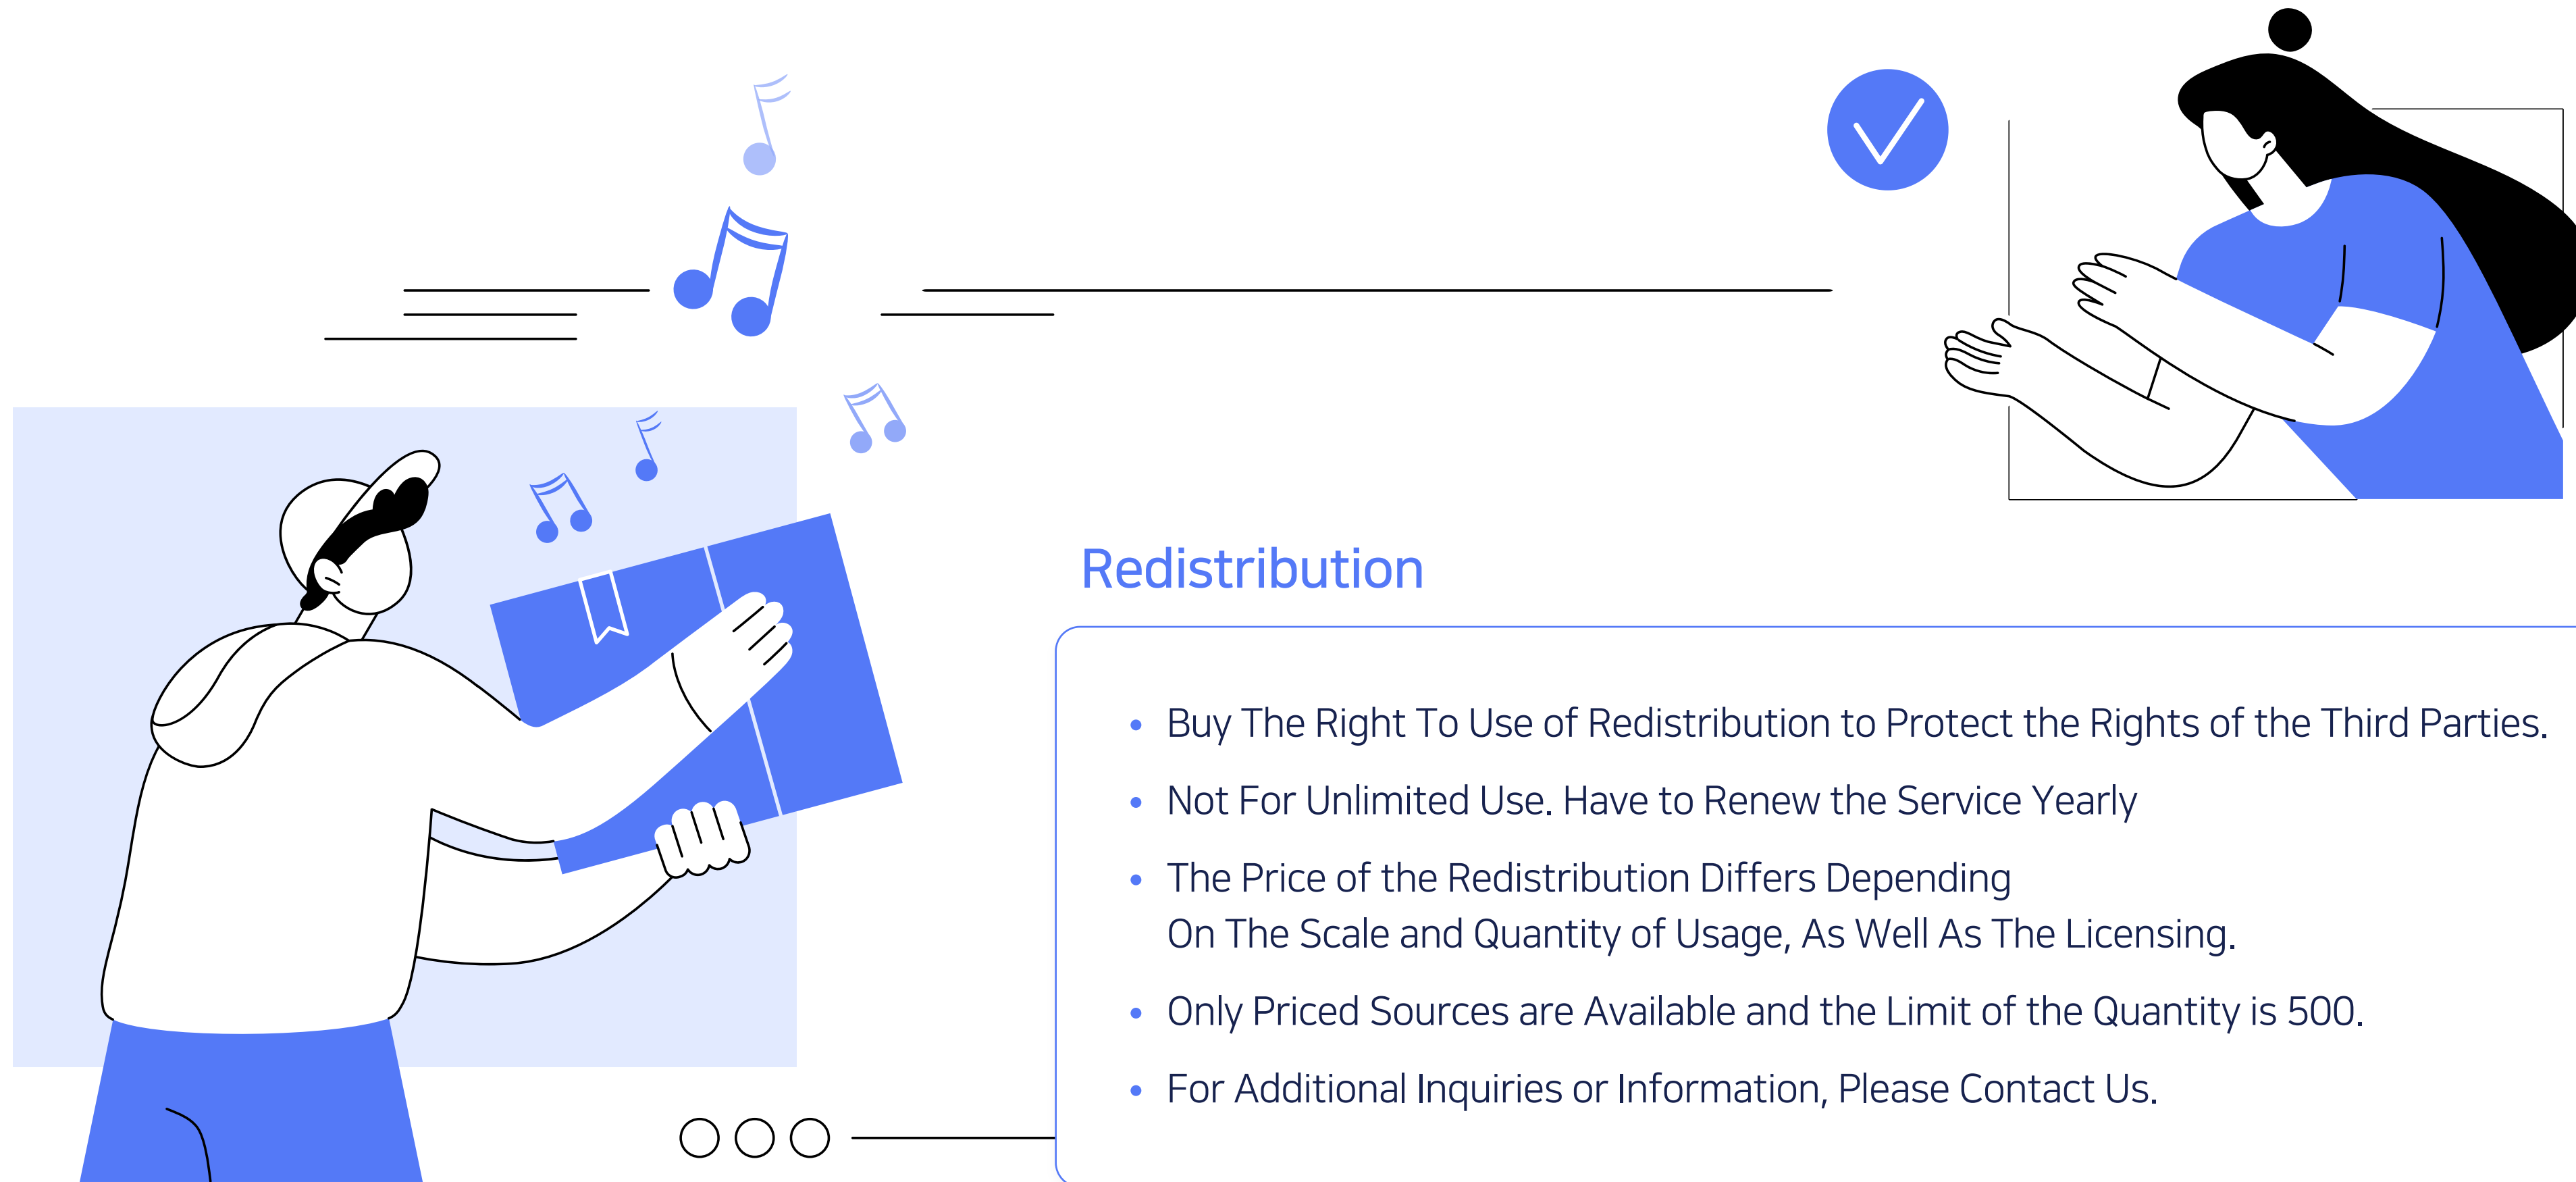 Redistribution
Buy The Right To Use of Redistribution to Protect the Rights of the Third Parties.
Not For Unlimited Use. Have to Renew the Service Yearly
The Price of the Redistribution Differs Depending
On The Scale and Quantity of Usage, As Well As The Licensing.
Only Priced Sources are Available and the Limit of the Quantity is 500.
For Additional Inquiries or Information, Please Contact Us.